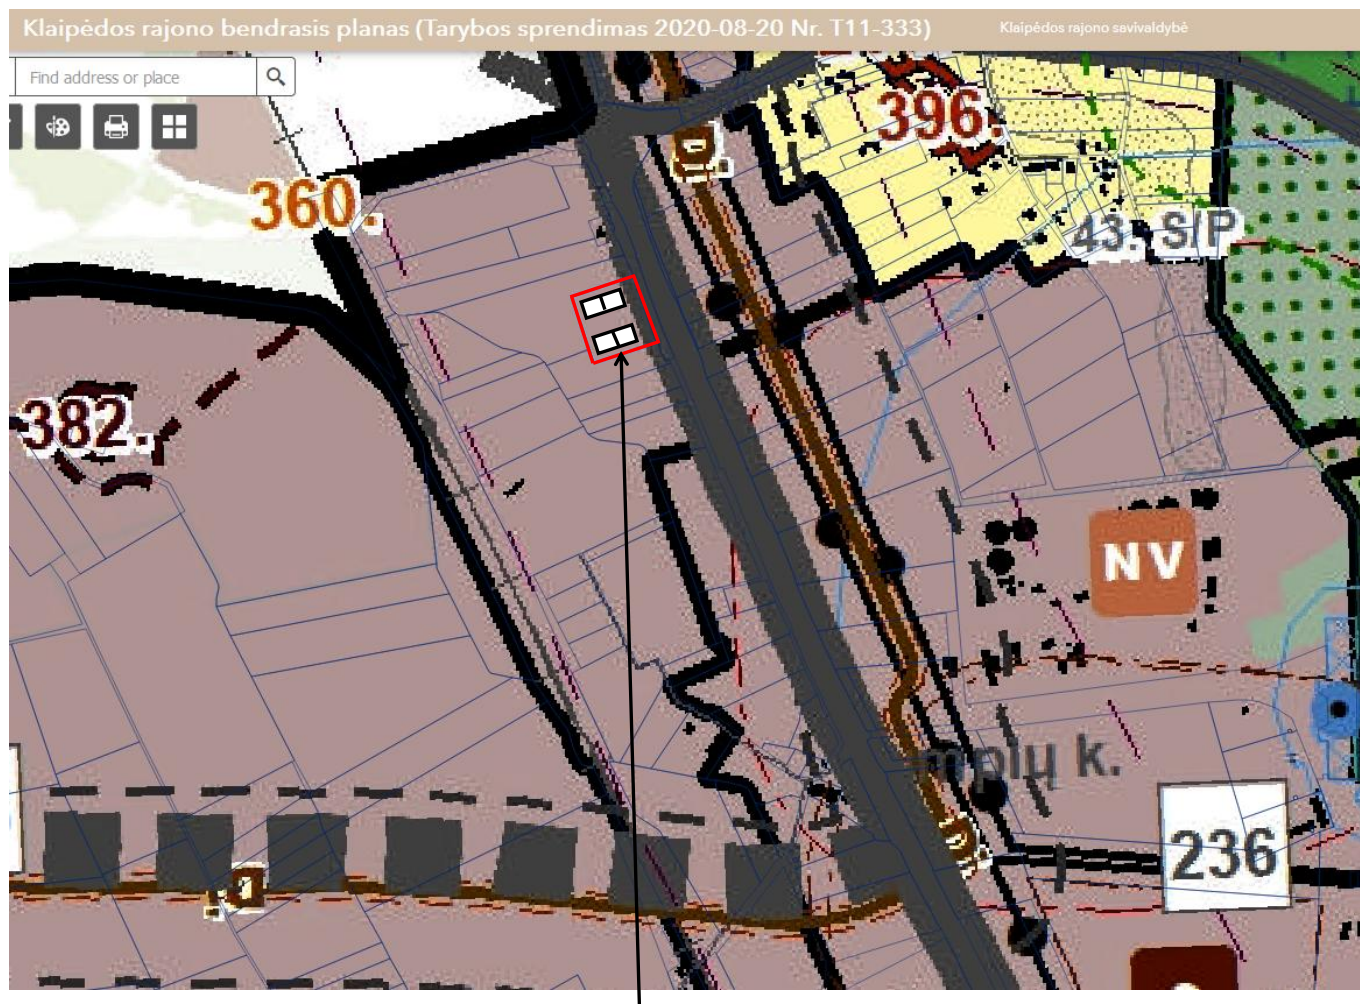 Klaipėdos rajono bendrasis planas (Tarybos sprendimas 2020-08-20 Nr. T11-333)
Klaipėdos rajono savivaldybė
Find address or place
396.
D.
360.
43. S/P
382.
NV
mpių k.
236